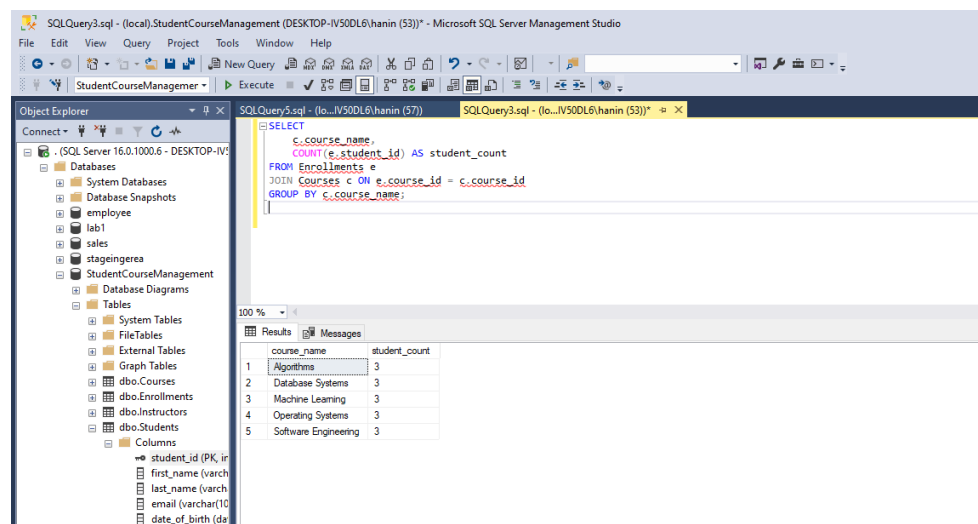 SQLQuery3.sql - (local).StudentCourseManagement (DESKTOP-IV50DL6\hanin (53))* - Microsoft SQL Server Management Studio
File Edit View Query Project Tools Window Help
New Query
StudentCourseManager Execute
Object Explorer
Connect
. (SQL Server 16.0.1000.6 - DESKTOP-IV5
Databases
System Databases
Database Snapshots
employee
lab1
sales
stageingerea
StudentCourseManagement
Database Diagrams
Tables
System Tables
FileTables
External Tables
Graph Tables
dbo.Courses
dbo.Enrollments
dbo.Instructors
dbo.Students
Columns
student_id (PK, in
first_name (varch
last_name (varch
email (varchar(10
date_of_birth (da
SQLQuery5.sql - (lo...IV50DL6\hanin (57)) SQLQuery3.sql - (lo...IV50DL6\hanin (53))*
SELECT
c.course_name,
COUNT(e.student_id) AS student_count
FROM Enrollments e
JOIN Courses c ON e.course_id = c.course_id
GROUP BY c.course_name;
100 %
Results Messages
course_name student_count
1 Algorithms 3
2 Database Systems 3
3 Machine Learning 3
4 Operating Systems 3
5 Software Engineering 3